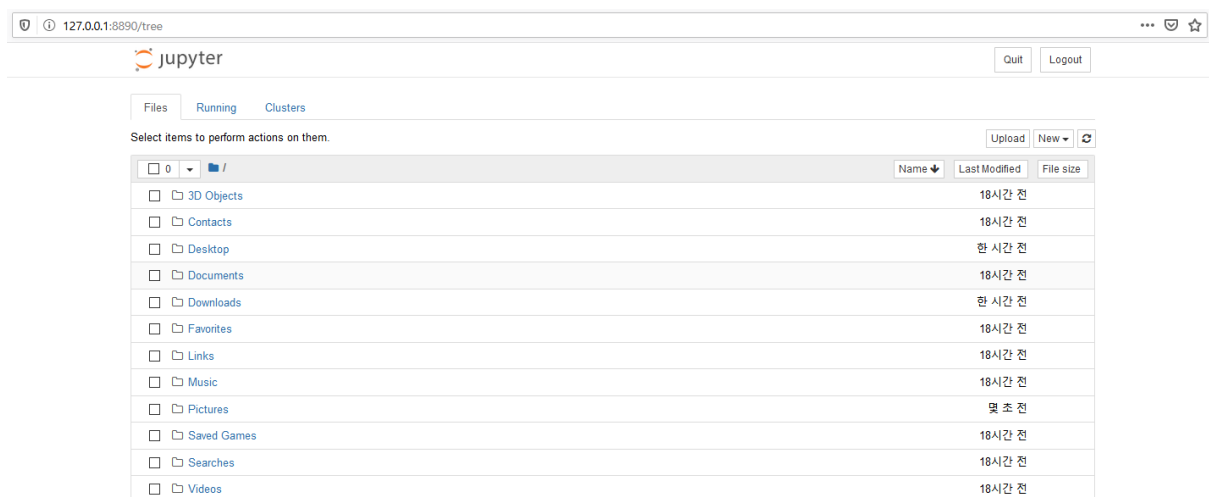 127.0.0.1:8890/tree
jupyter
Quit Logout
Files Running Clusters
Select items to perform actions on them.
Upload New
0 /
Name Last Modified File size
3D Objects 18시간 전
Contacts 18시간 전
Desktop 한 시간 전
Documents 18시간 전
Downloads 한 시간 전
Favorites 18시간 전
Links 18시간 전
Music 18시간 전
Pictures 몇 초 전
Saved Games 18시간 전
Searches 18시간 전
Videos 18시간 전